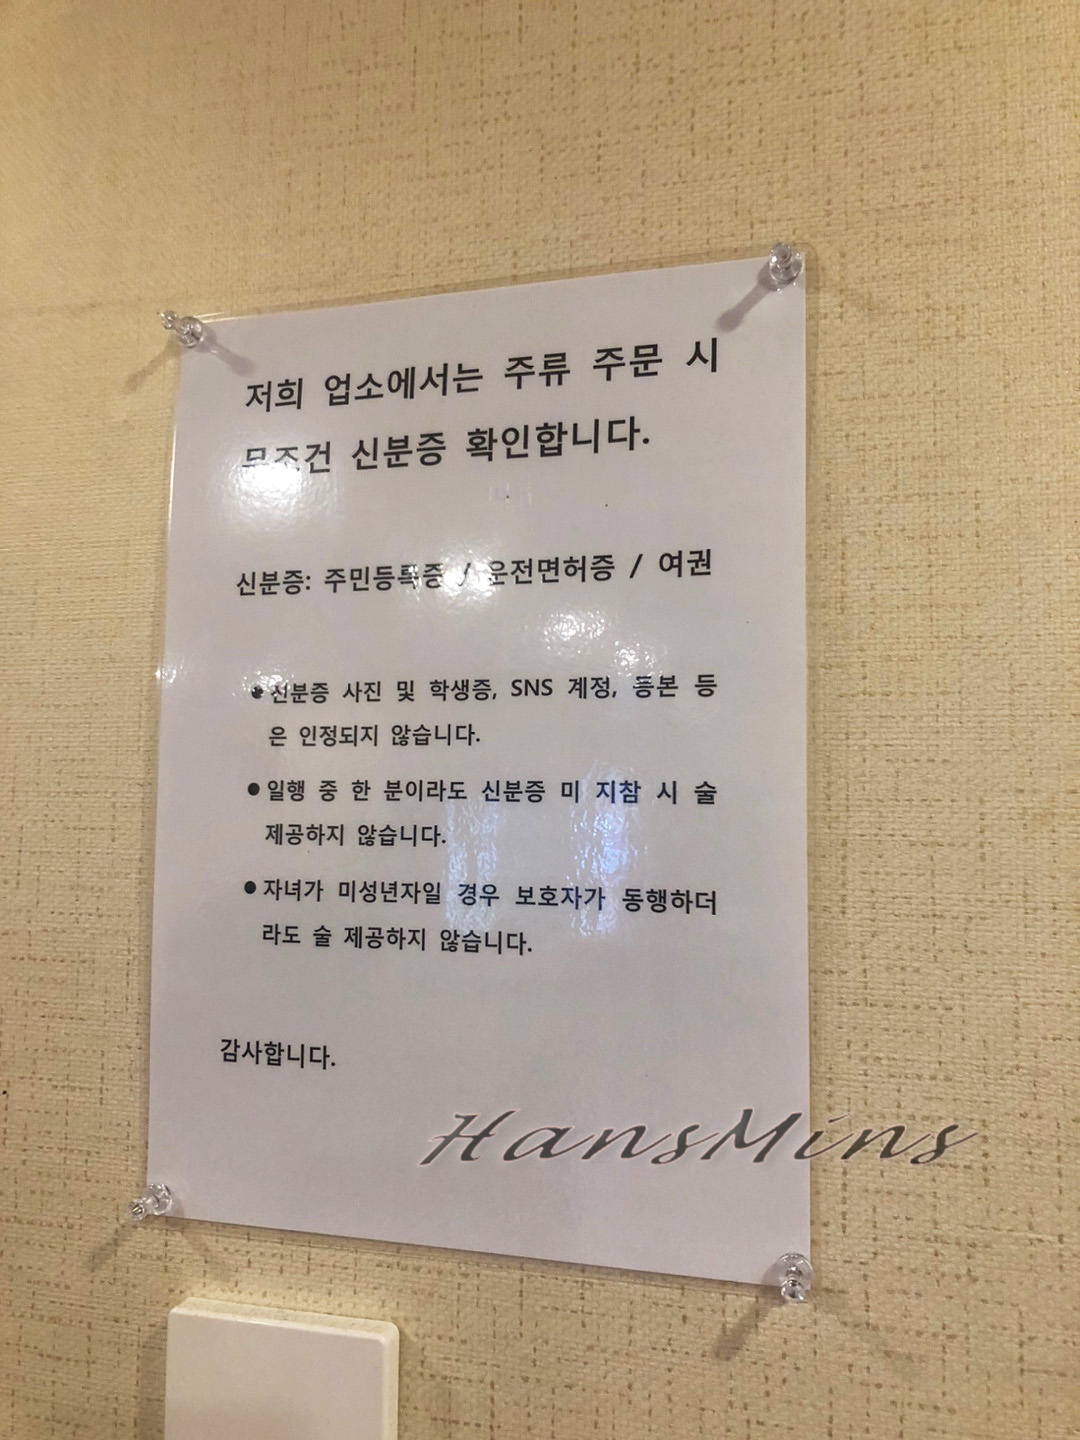 저희 업소에서는 주류 주문 시
무조건 신분증 확인합니다.
신분증: 주민등록증 / 운전면허증 / 여권
● 신분증 사진 및 학생증, SNS 계정, 등본 등
은 인정되지 않습니다.
● 일행 중 한 분이라도 신분증 미 지참 시 술
제공하지 않습니다.
● 자녀가 미성년자일 경우 보호자가 동행하더
라도 술 제공하지 않습니다.
감사합니다.
HansMins